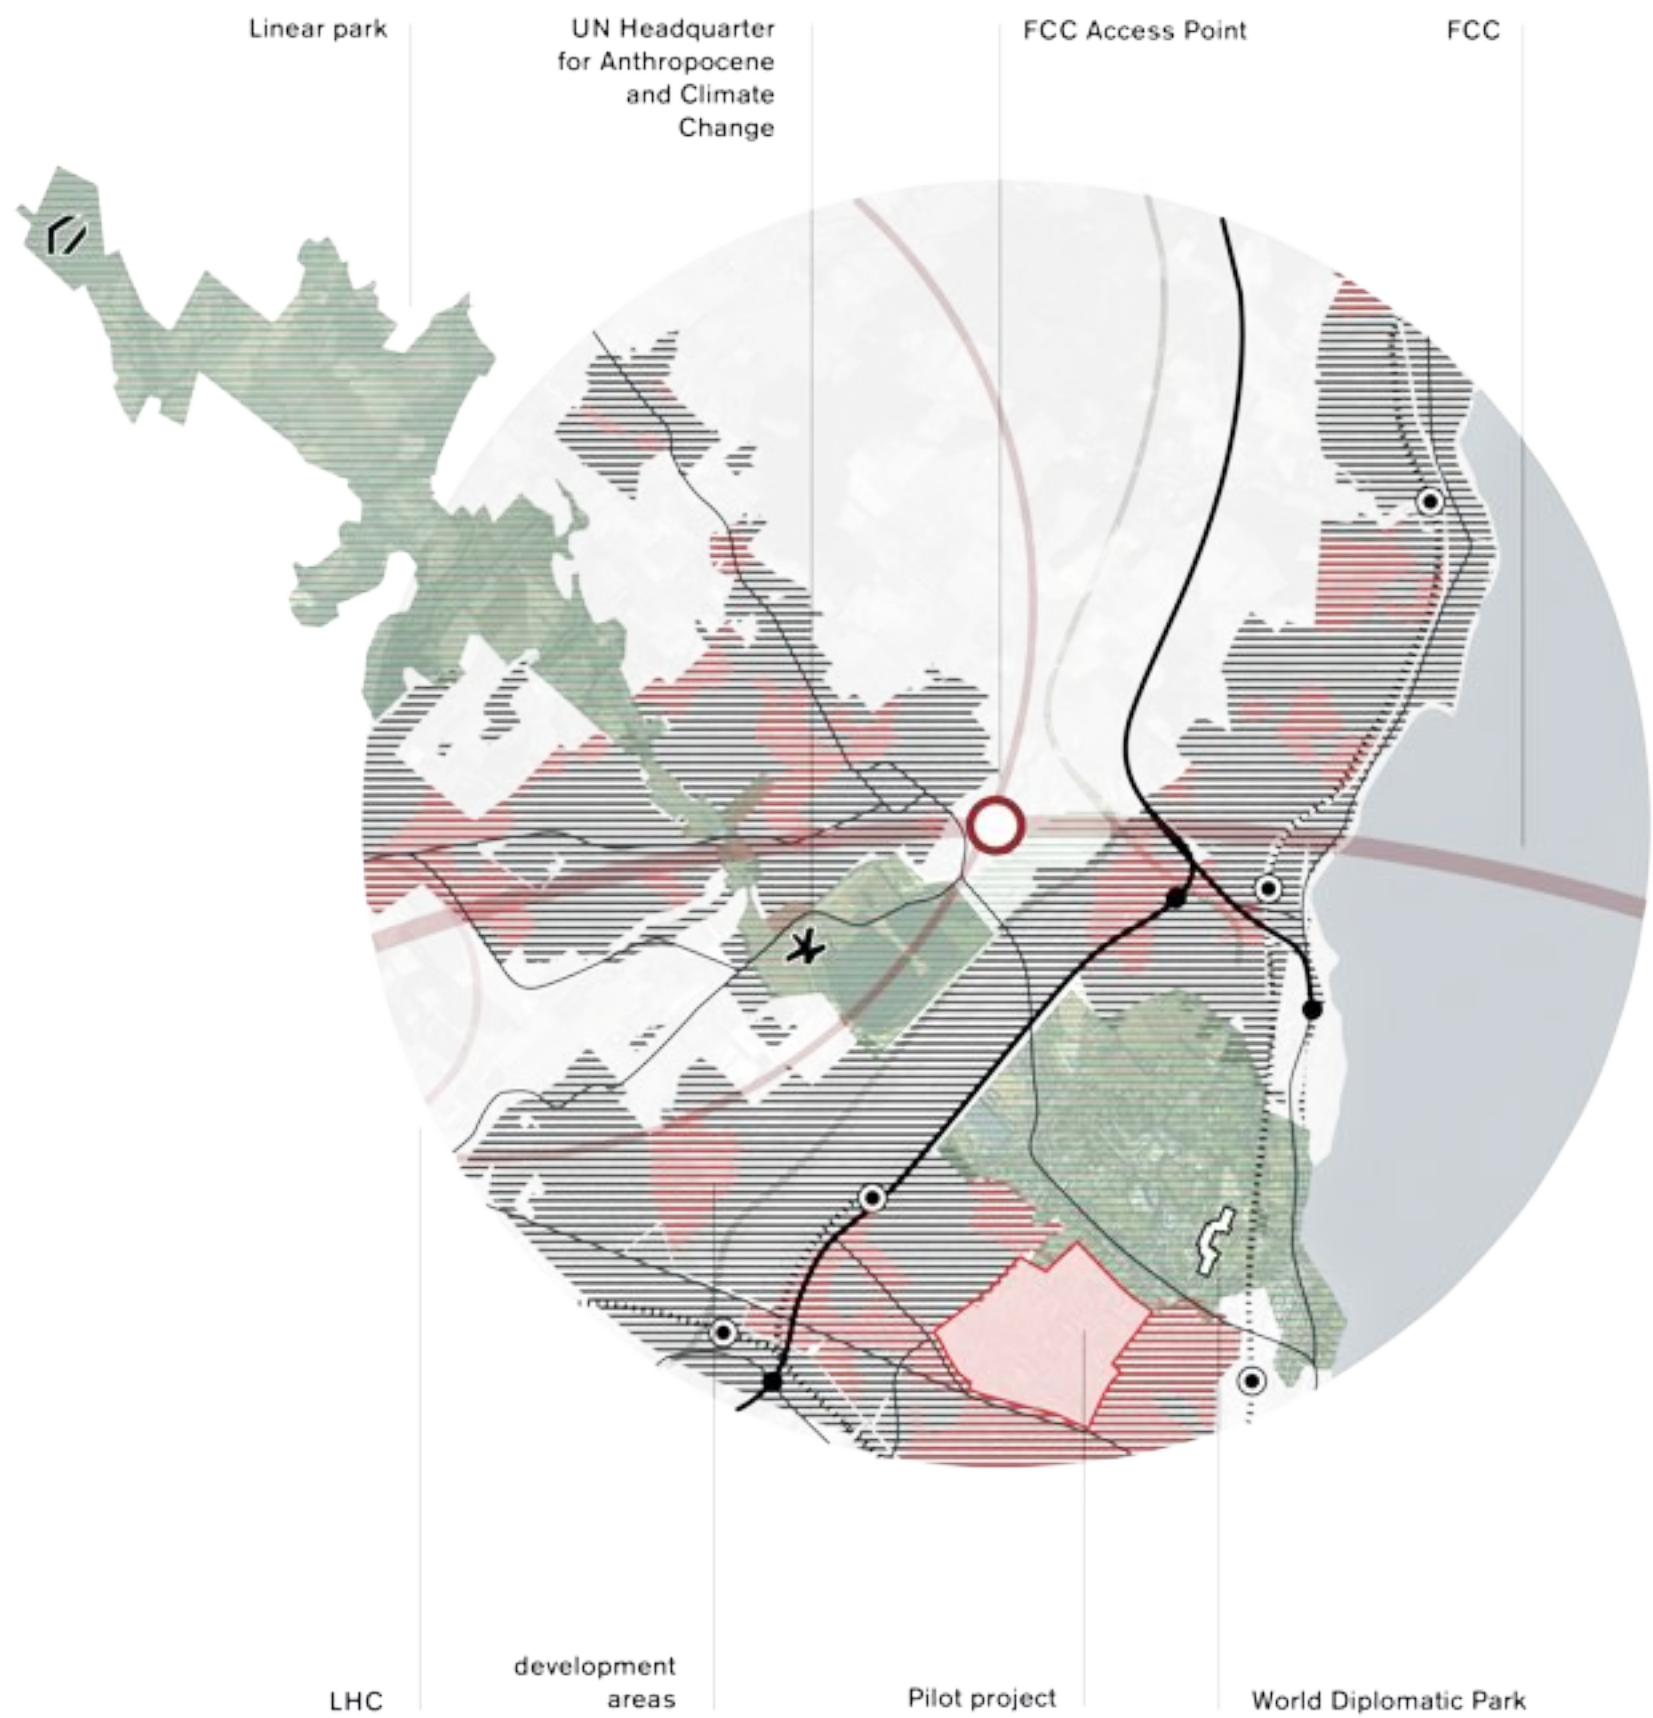 Linear park
UN Headquarter
for Anthropocene
and Climate
Change
FCC Access Point
FCC
LHC
development
areas
Pilot project
World Diplomatic Park